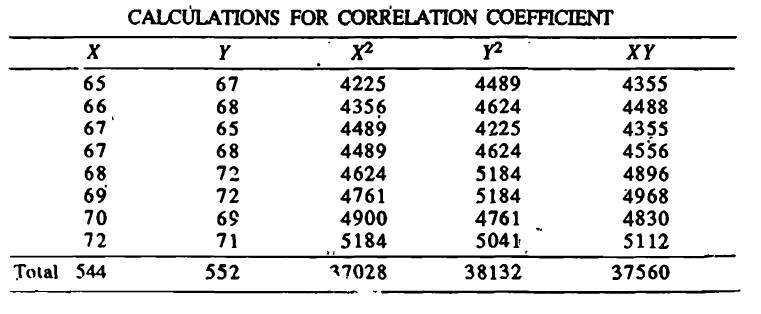 CALCULATIONS FOR CORRELATION COEFFICIENT
X Y X² Y² XY
65 67 4225 4489 4355
66 68 4356 4624 4488
67 65 4489 4225 4355
67 68 4489 4624 4556
68 72 4624 5184 4896
69 72 4761 5184 4968
70 69 4900 4761 4830
72 71 5184 5041 5112
Total 544 552 37028 38132 37560